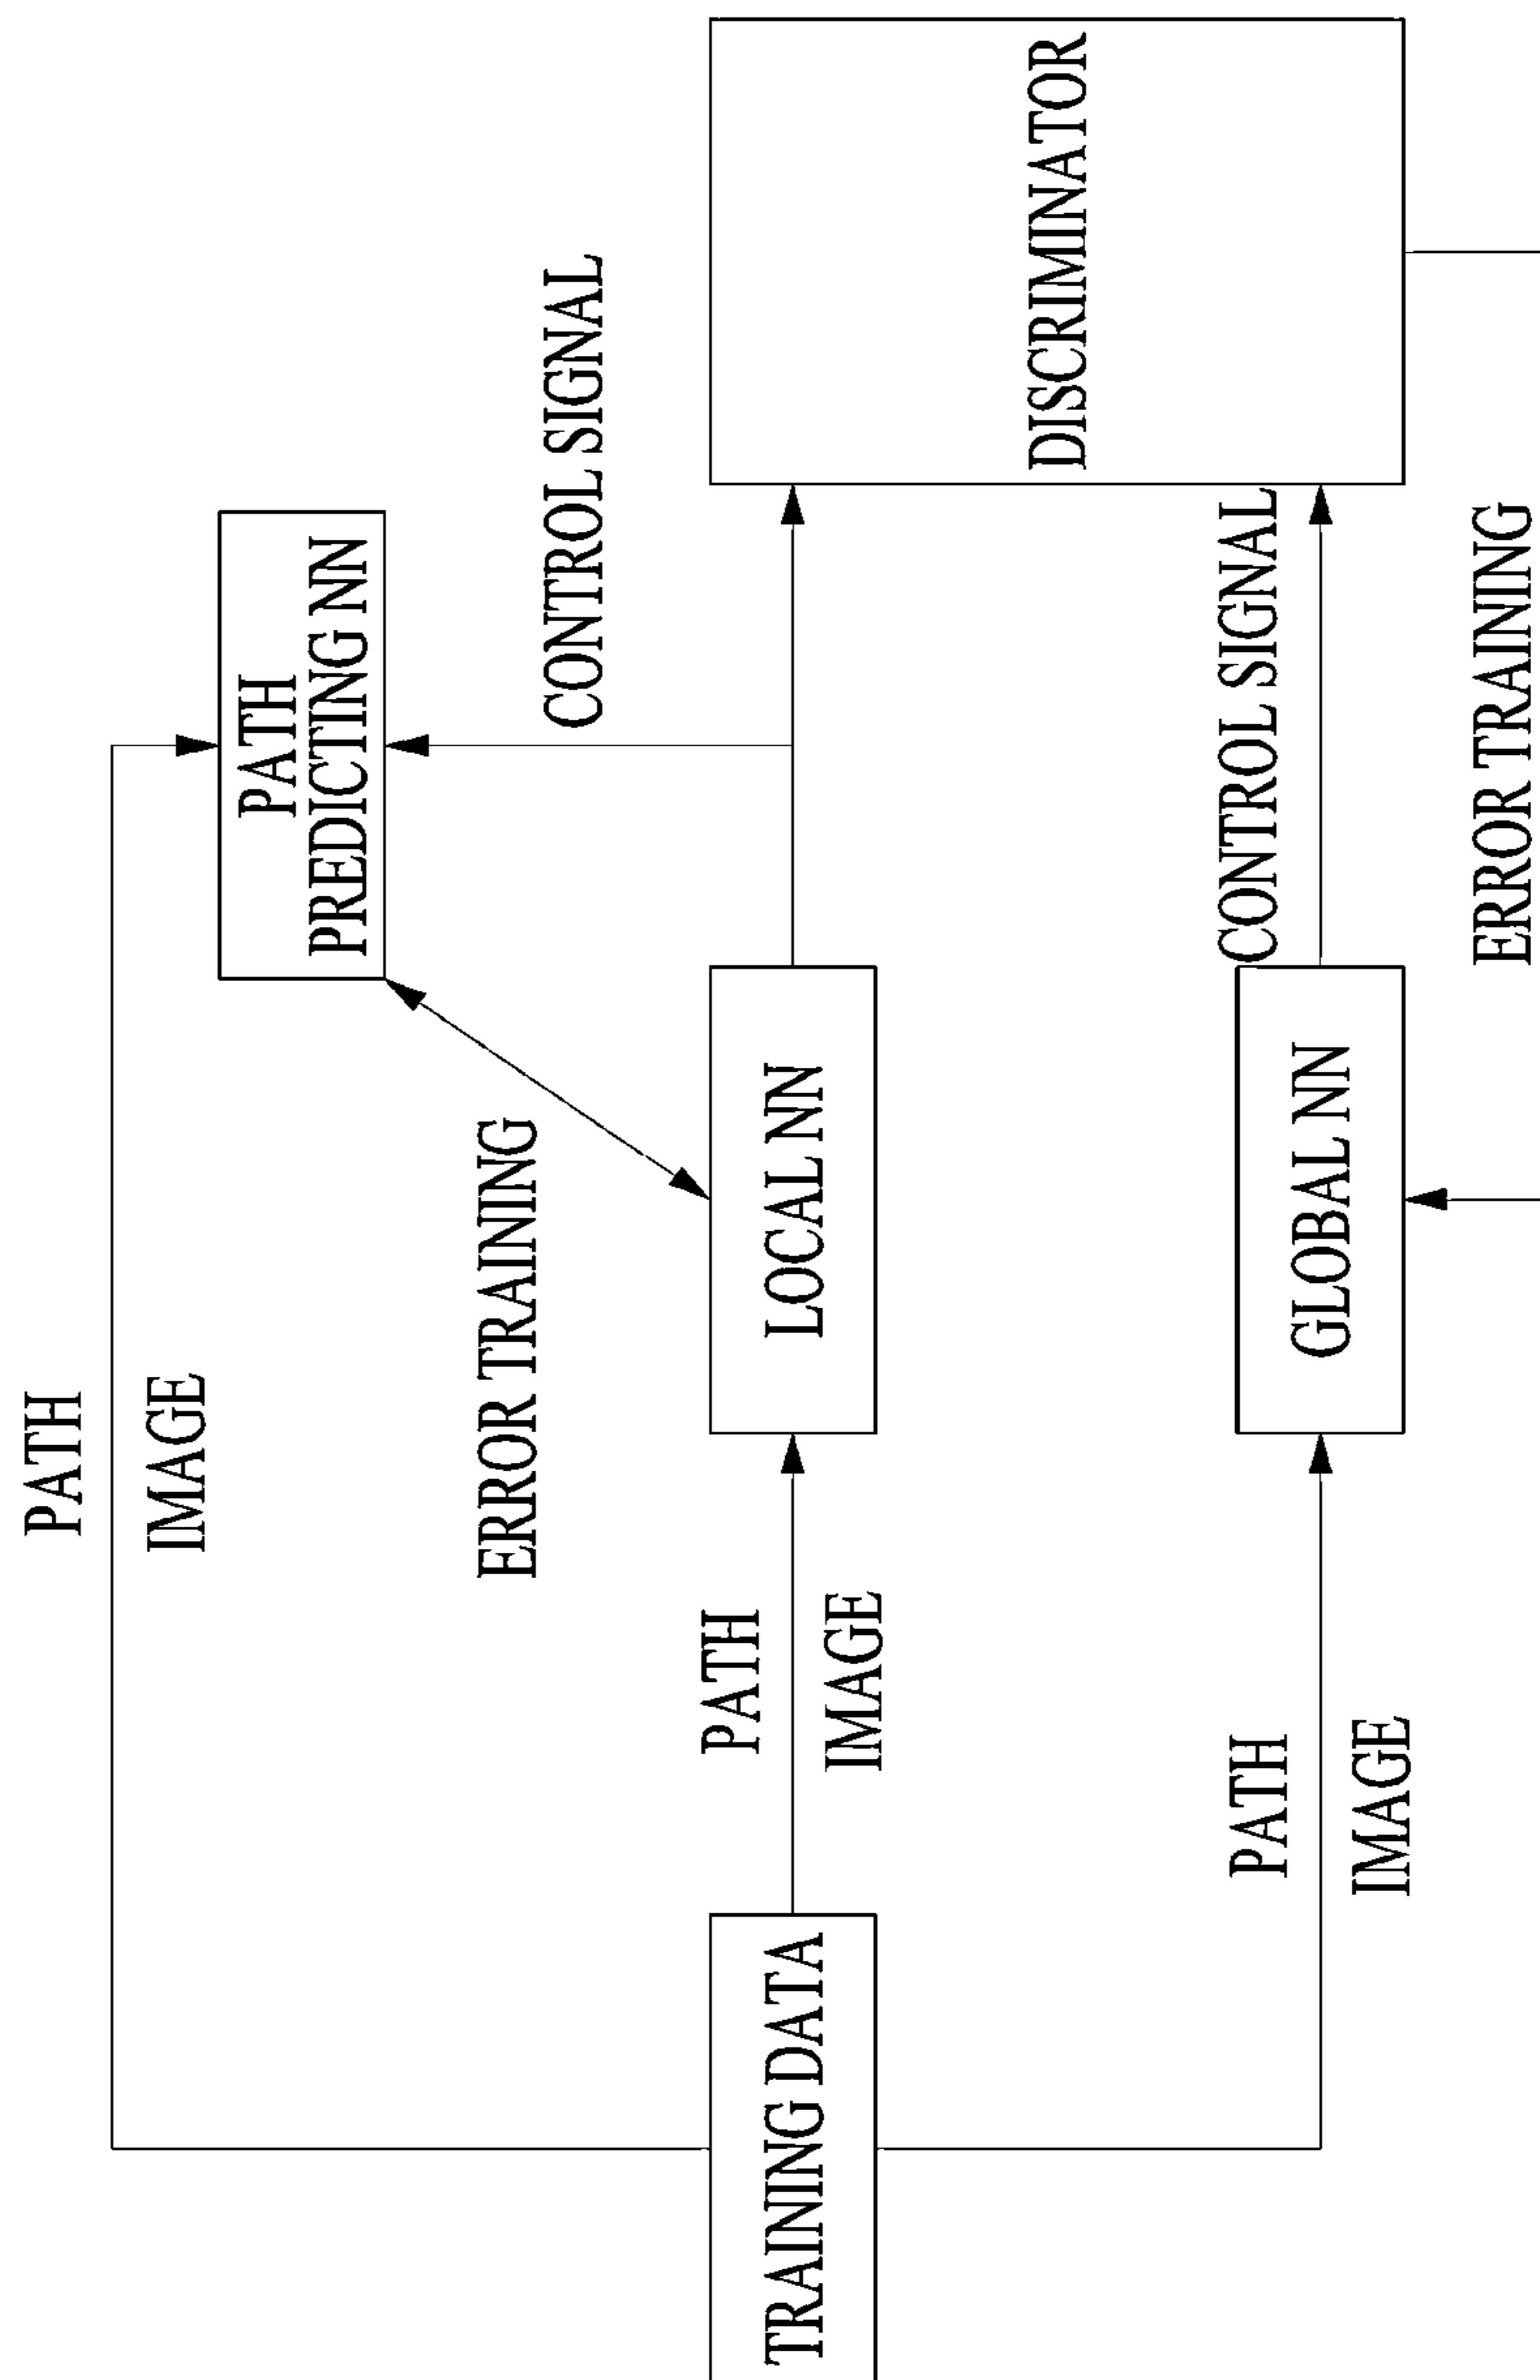 PATH
IMAGE
PATH
PREDICTING NN
ERROR TRAINING
CONTROL SIGNAL
TRAINING DATA
PATH
IMAGE
LOCAL NN
DISCRIMINATOR
PATH
IMAGE
GLOBAL NN
CONTROL SIGNAL
ERROR TRAINING